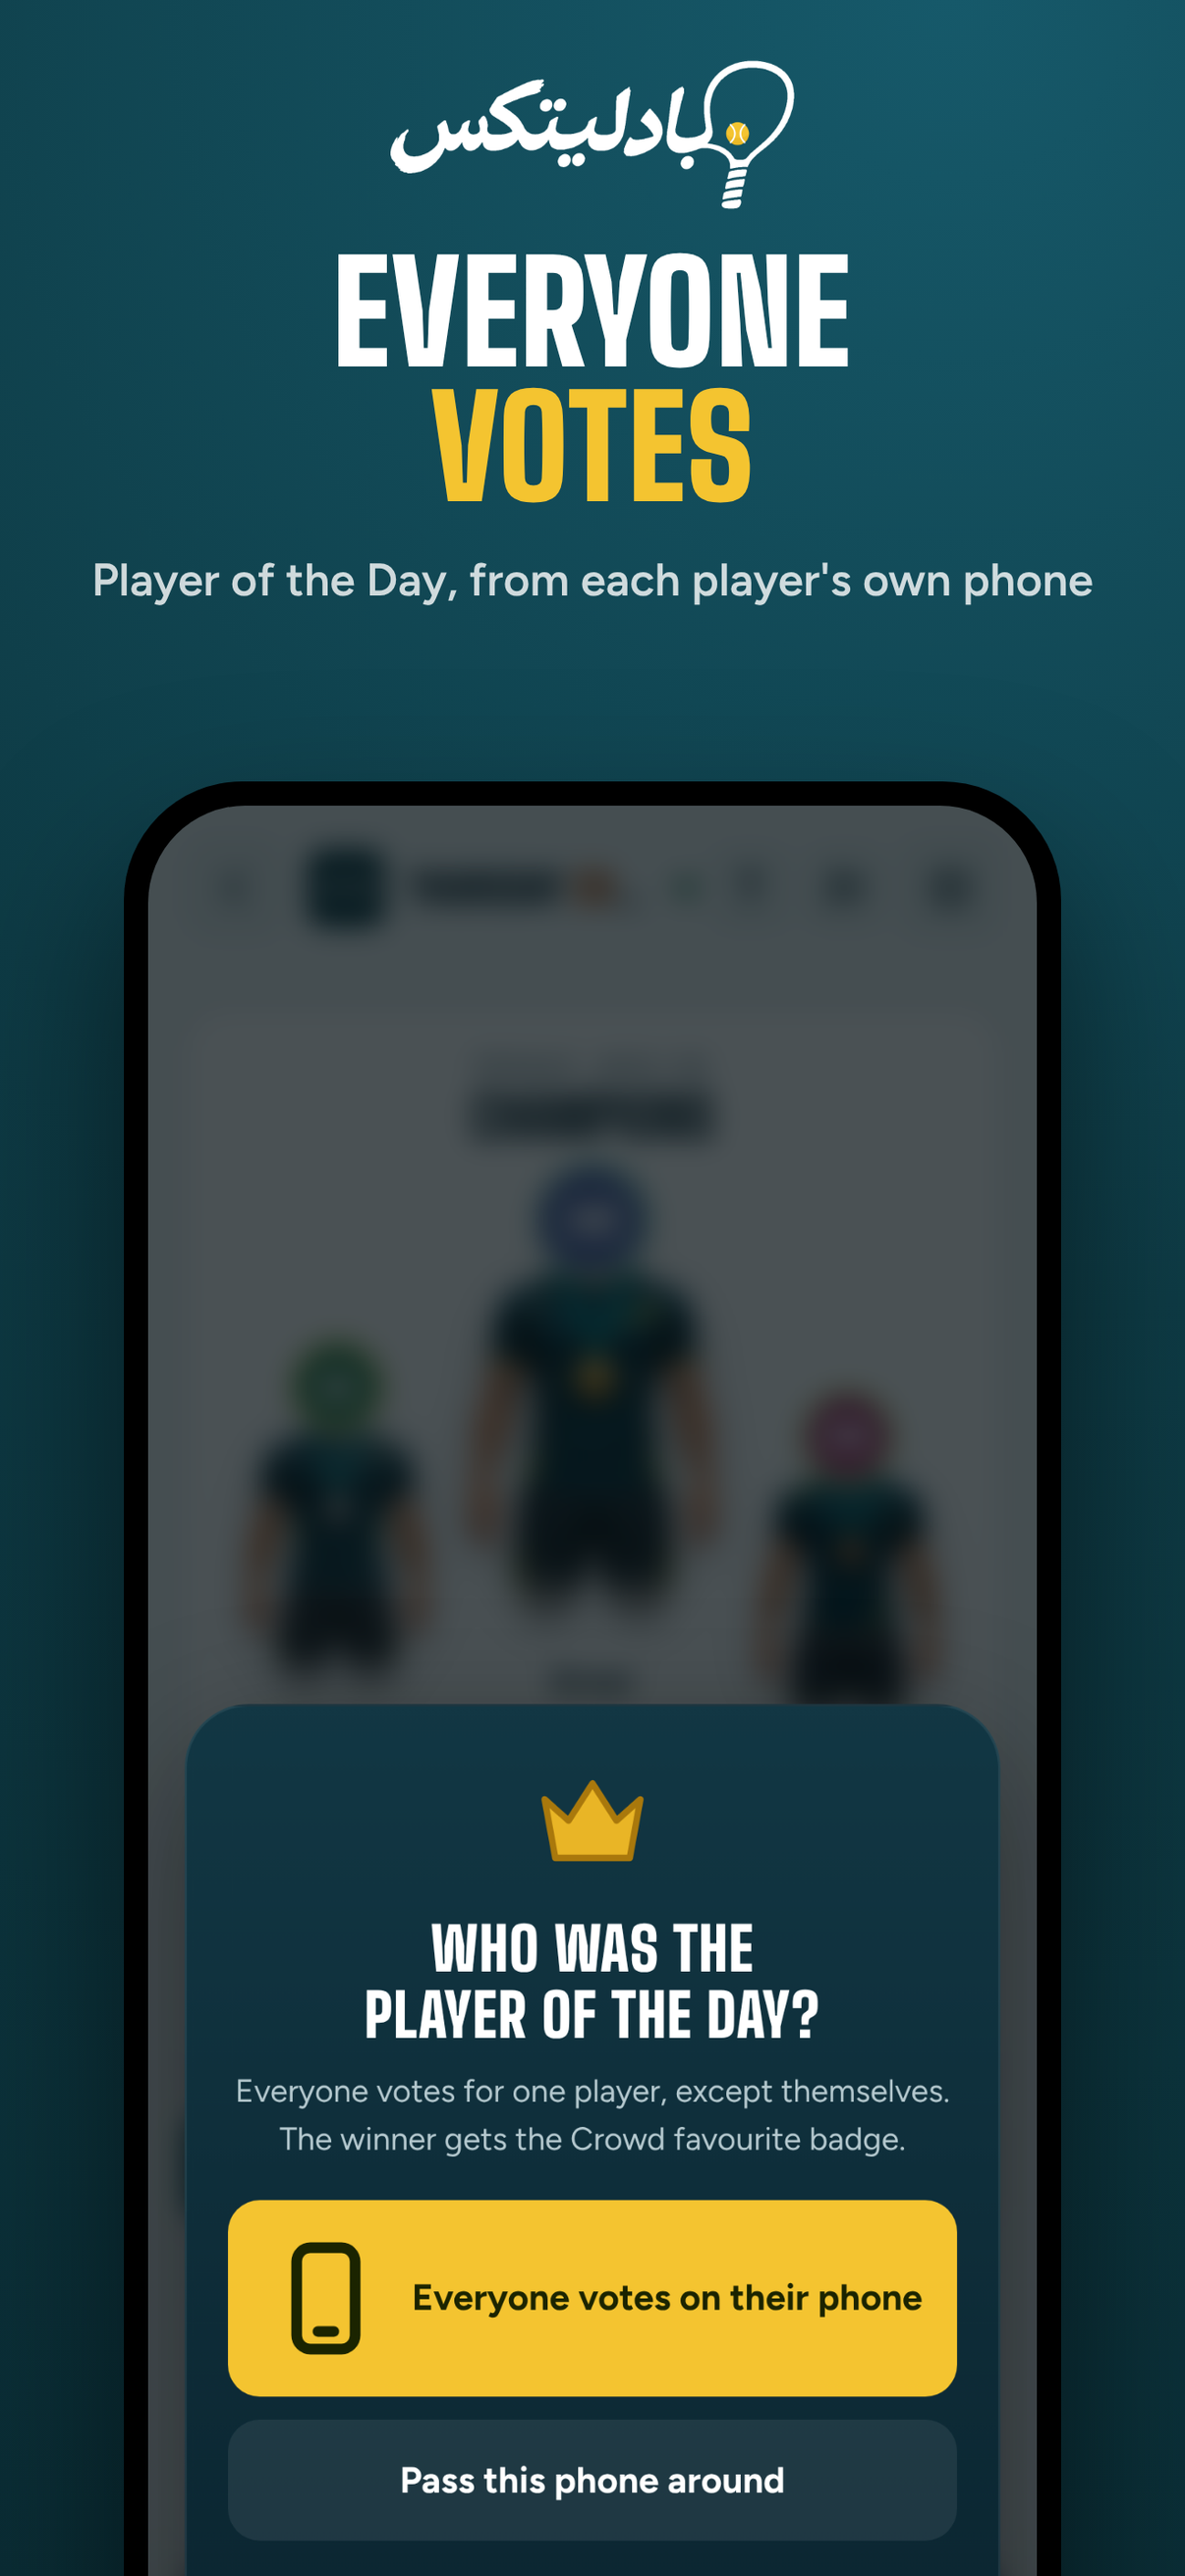 بادليتكس
EVERYONE
VOTES
Player of the Day, from each player's own phone
WHO WAS THE
PLAYER OF THE DAY?
Everyone votes for one player, except themselves.
The winner gets the Crowd favourite badge.
Everyone votes on their phone
Pass this phone around